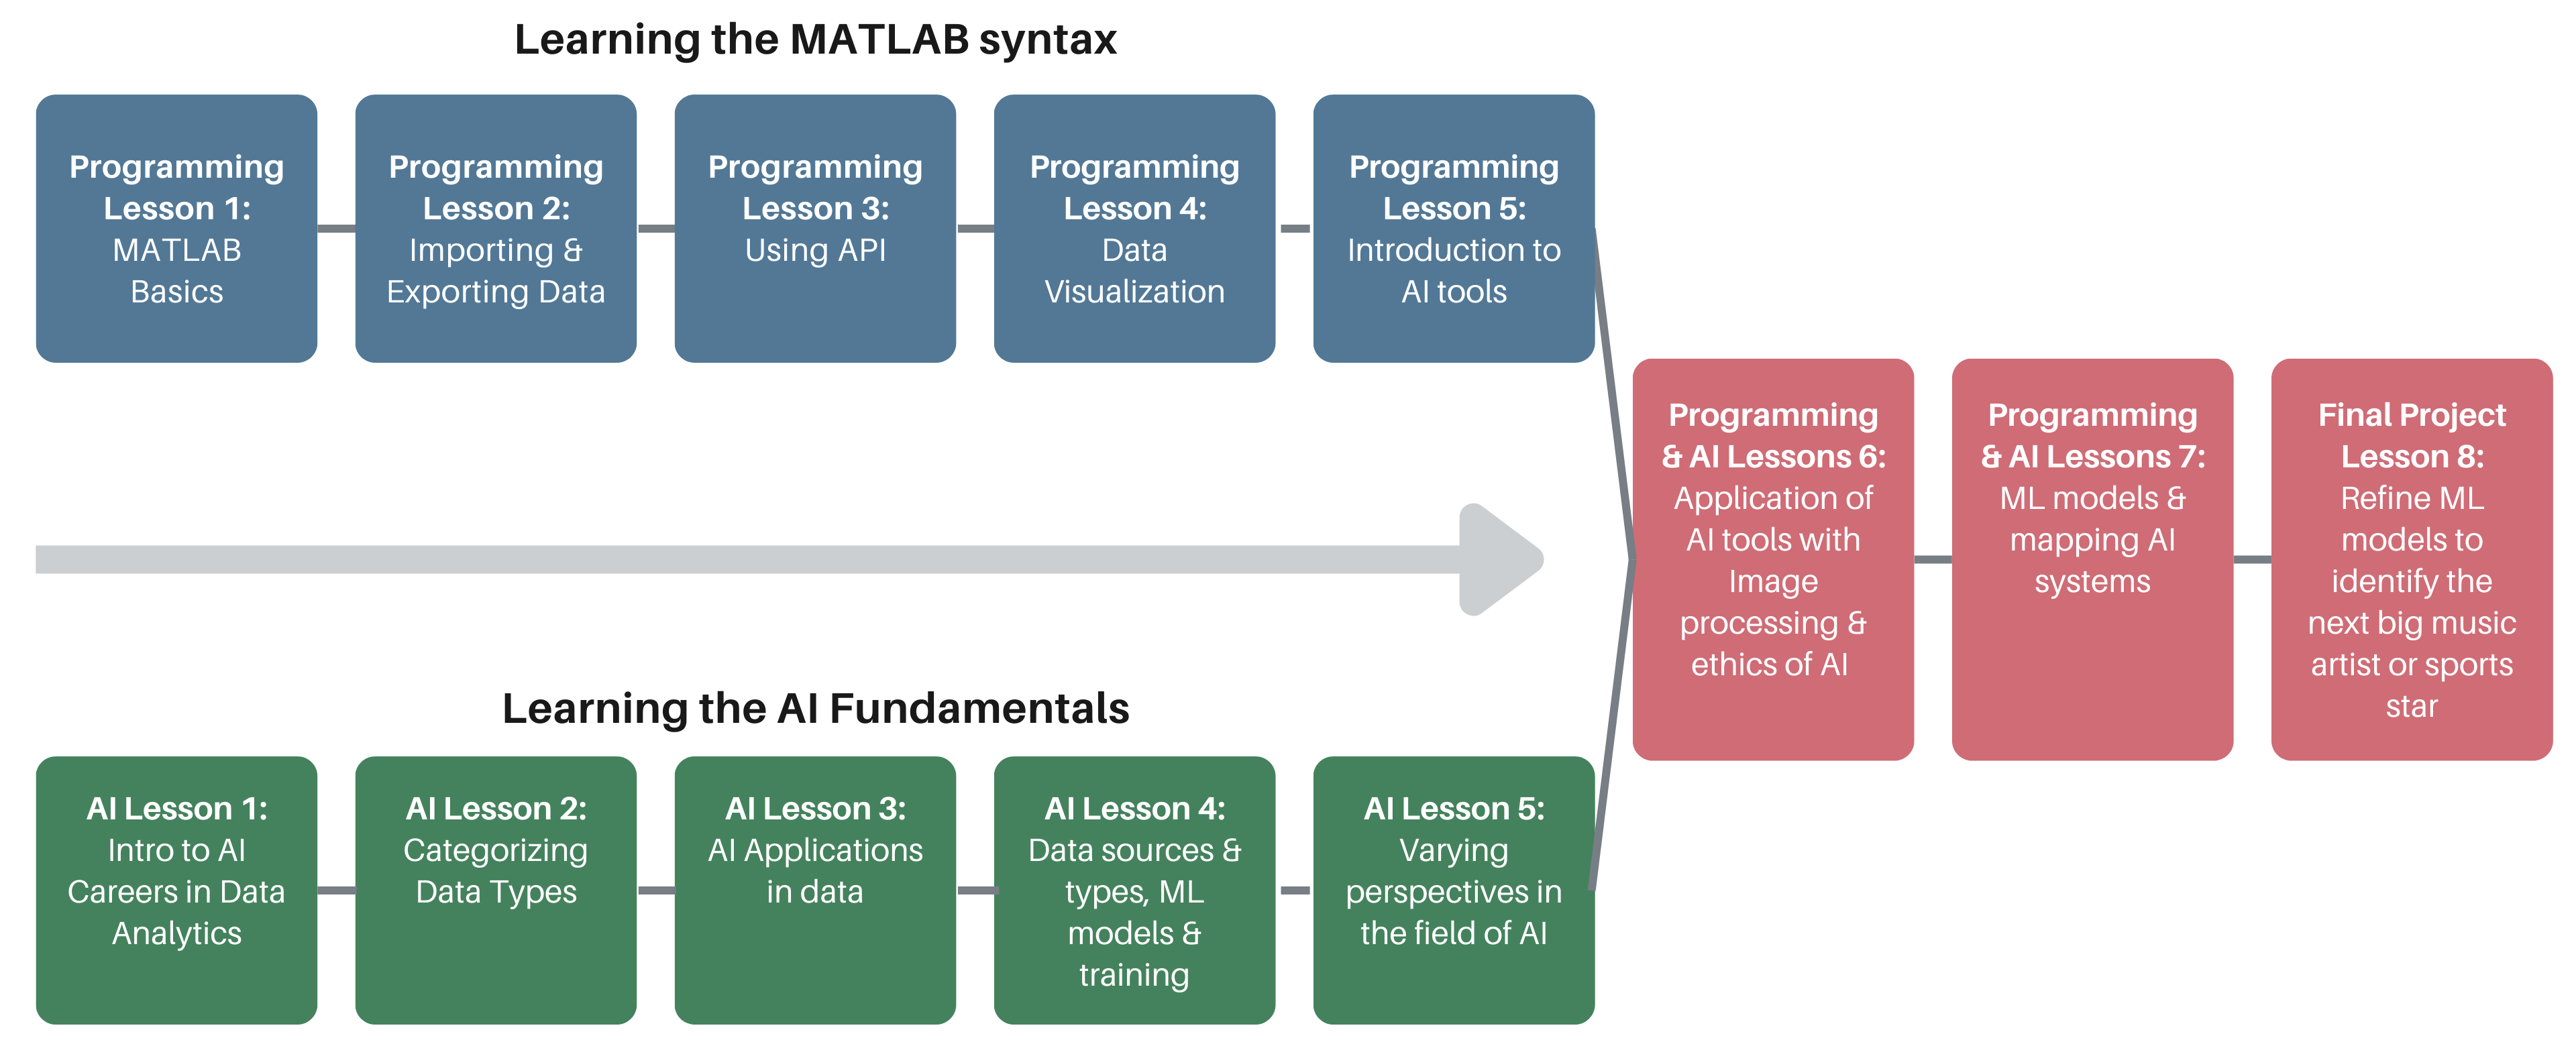 Learning the MATLAB syntax
Programming
Lesson 1:
MATLAB
Basics
Programming
Lesson 2:
Importing &
Exporting Data
Programming
Lesson 3:
Using API
Programming
Lesson 4:
Data
Visualization
Programming
Lesson 5:
Introduction to
AI tools
Learning the AI Fundamentals
AI Lesson 1:
Intro to AI
Careers in Data
Analytics
AI Lesson 2:
Categorizing
Data Types
AI Lesson 3:
AI Applications
in data
AI Lesson 4:
Data sources &
types, ML
models &
training
AI Lesson 5:
Varying
perspectives in
the field of AI
Programming
& AI Lessons 6:
Application of
AI tools with
Image
processing &
ethics of AI
Programming
& AI Lessons 7:
ML models &
mapping AI
systems
Final Project
Lesson 8:
Refine ML
models to
identify the
next big music
artist or sports
star